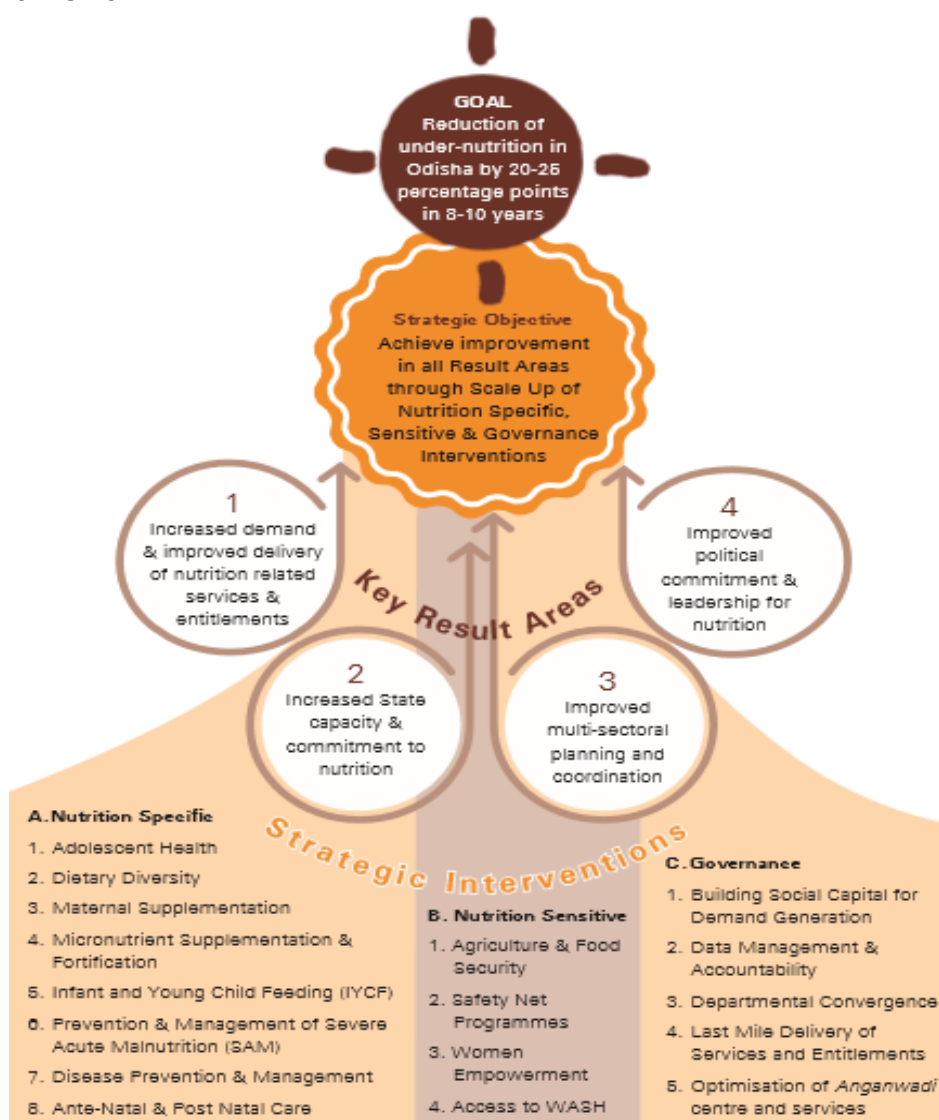 GOAL
Reduction of
under-nutrition in
Odisha by 20-25
percentage points
in 8-10 years
Strategic Objective
Achieve improvement
in all Result Areas
through Scale Up of
Nutrition Specific,
Sensitive & Governance
Interventions
1
Increased demand
& improved delivery
of nutrition related
services &
entitlements
4
Improved
political
commitment &
leadership for
nutrition
Key Result Areas
2
Increased State
capacity &
commitment to
nutrition
3
Improved
multi-sectoral
planning and
coordination
Strategic Interventions
A. Nutrition Specific
1. Adolescent Health
2. Dietary Diversity
3. Maternal Supplementation
4. Micronutrient Supplementation &
Fortification
5. Infant and Young Child Feeding (IYCF)
6. Prevention & Management of Severe
Acute Malnutrition (SAM)
7. Disease Prevention & Management
8. Ante-Natal & Post Natal Care
B. Nutrition Sensitive
1. Agriculture & Food
Security
2. Safety Net
Programmes
3. Women
Empowerment
4. Access to WASH
C. Governance
1. Building Social Capital for
Demand Generation
2. Data Management &
Accountability
3. Departmental Convergence
4. Last Mile Delivery of
Services and Entitlements
5. Optimisation of Anganwadi
centre and services